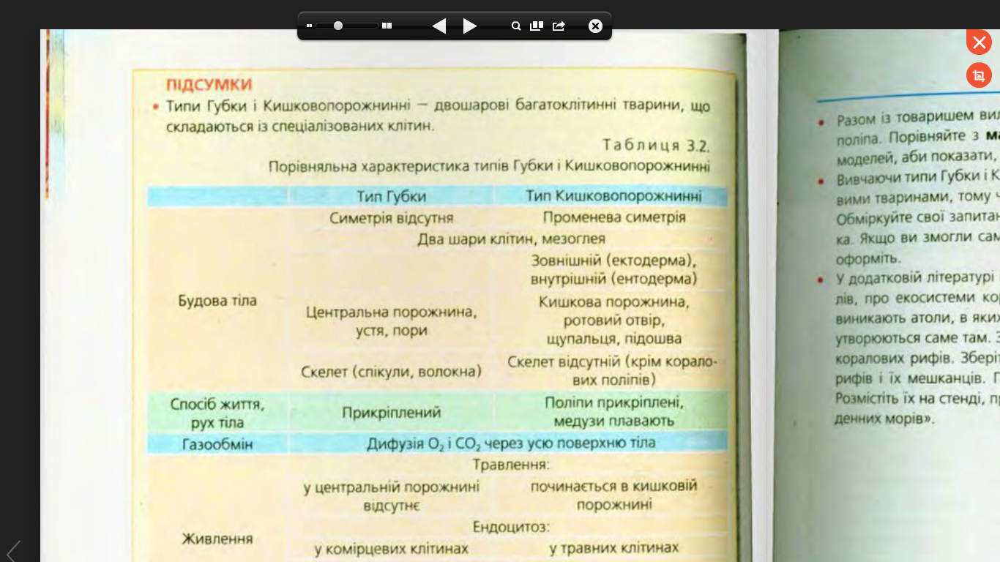 ПІДСУМКИ
• Типи Губки і Кишковопорожнинні — двошарові багатоклітинні тварини, що
складаються із спеціалізованих клітин.
Таблиця 3.2.
Порівняльна характеристика типів Губки і Кишковопорожнинні
Тип Губки Тип Кишковопорожнинні
Симетрія відсутня Променева симетрія
Два шари клітин, мезоглея
Зовнішній (ектодерма),
внутрішній (ентодерма)
Будова тіла
Центральна порожнина,
устя, пори
Кишкова порожнина,
ротовий отвір,
щупальця, підошва
Скелет (спікули, волокна)
Скелет відсутній (крім корало-
вих поліпів)
Спосіб життя,
рух тіла
Прикріплений
Поліпи прикріплені,
медузи плавають
Газообмін Дифузія O₂ і CO₂ через усю поверхню тіла
Травлення:
у центральній порожнині
відсутнє
починається в кишковій
порожнині
Ендоцитоз:
Живлення
у комірцевих клітинах у травних клітинах
• Разом із товаришем
поліпа. Порівняйте з
моделей, аби показати,
• Вивчаючи типи Губки і
вими тваринами, тому
Обміркуйте свої
ка. Якщо ви змогли
оформіть.
• У додатковій літературі
лів, про екосистеми
виникають атоли, в
утворюються саме там.
коралових рифів.
рифів і їх мешканців.
Розмістіть їх на стенді,
денних морів».